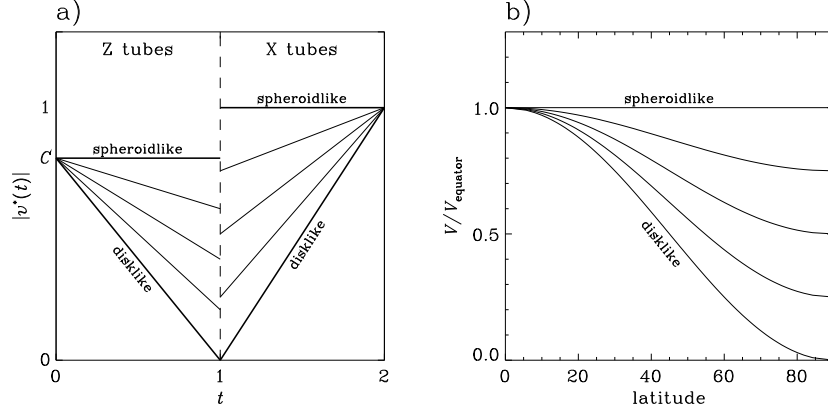 a)
Z tubes
X tubes
spheroidlike
spheroidlike
disklike
disklike
1
C
0
|v*(t)|
0
1
2
t
b)
spheroidlike
disklike
1.0
0.5
0.0
V/Vequator
0
20
40
60
80
latitude